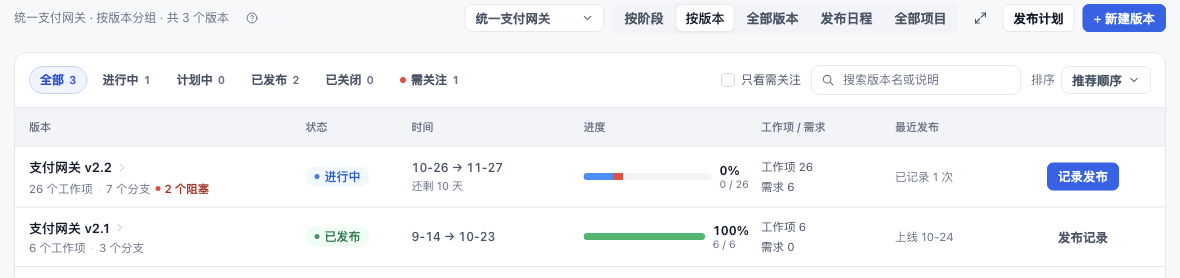 统一支付网关 · 按版本分组 · 共 3 个版本
统一支付网关
按阶段 按版本 全部版本 发布日程 全部项目
发布计划
+ 新建版本
全部 3 进行中 1 计划中 0 已发布 2 已关闭 0 需关注 1
只看需关注
搜索版本名或说明
排序 推荐顺序
版本 状态 时间 进度 工作项 / 需求 最近发布
支付网关 v2.2
26 个工作项 · 7 个分支 2 个阻塞
进行中
10-26 → 11-27
还剩 10 天
0%
0 / 26
工作项 26
需求 6
已记录 1 次
记录发布
支付网关 v2.1
6 个工作项 · 3 个分支
已发布
9-14 → 10-23
100%
6 / 6
工作项 6
需求 0
上线 10-24
发布记录